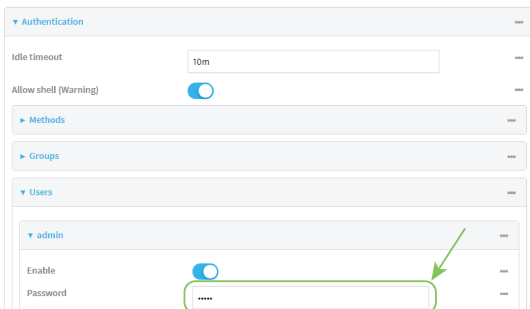 Authentication
Idle timeout
10m
Allow shell (Warning)
Methods
Groups
Users
admin
Enable
Password
•••••